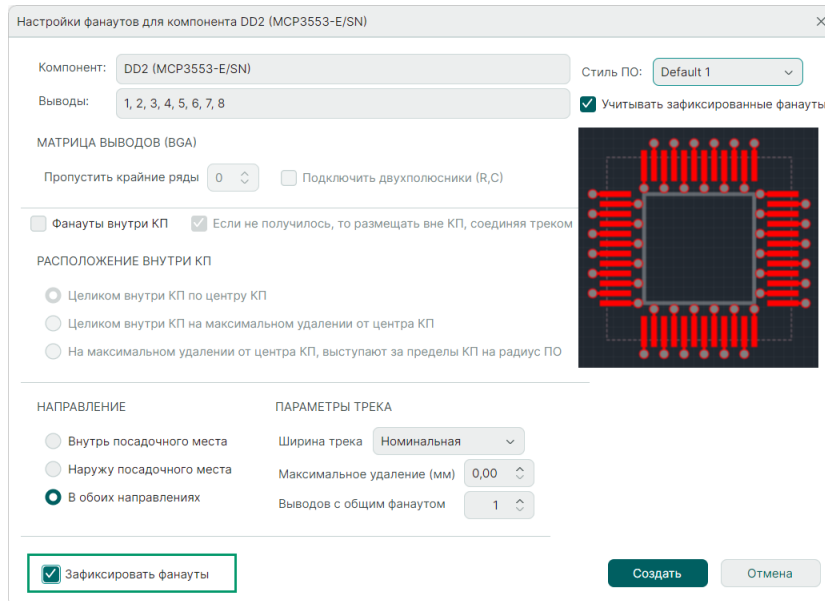 Настройки фанаутов для компонента DD2 (MCP3553-E/SN)
Компонент: DD2 (MCP3553-E/SN)
Стиль ПО: Default 1
Выводы: 1, 2, 3, 4, 5, 6, 7, 8
Учитывать зафиксированные фанауты
МАТРИЦА ВЫВОДОВ (BGA)
Пропустить крайние ряды 0 Подключить двухполюсники (R,C)
Фанауты внутри КП Если не получилось, то размещать вне КП, соединяя треком
РАСПОЛОЖЕНИЕ ВНУТРИ КП
Целиком внутри КП по центру КП
Целиком внутри КП на максимальном удалении от центра КП
На максимальном удалении от центра КП, выступают за пределы КП на радиус ПО
НАПРАВЛЕНИЕ
ПАРАМЕТРЫ ТРЕКА
Внутрь посадочного места
Ширина трека Номинальная
Наружу посадочного места
Максимальное удаление (мм) 0,00
В обоих направлениях
Выводов с общим фанаутом 1
Зафиксировать фанауты
Создать
Отмена